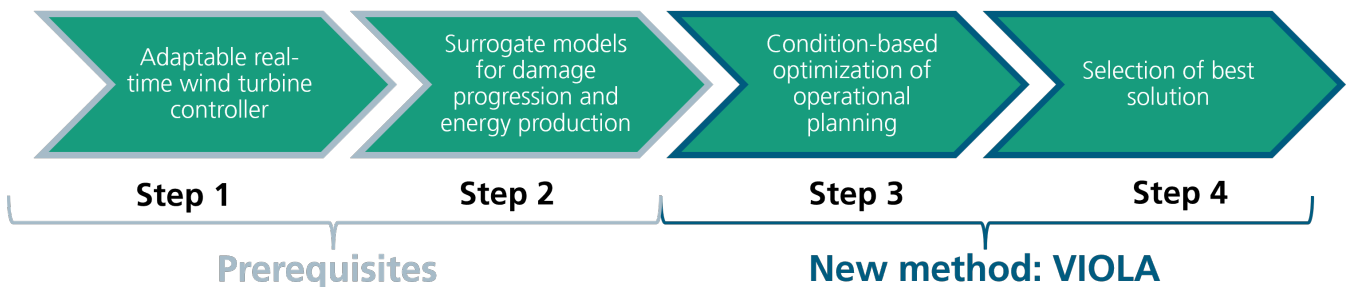 Adaptable real-
time wind turbine
controller
Surrogate models
for damage
progression and
energy production
Condition-based
optimization of
operational
planning
Selection of best
solution
Step 1
Step 2
Step 3
Step 4
Prerequisites
New method: VIOLA